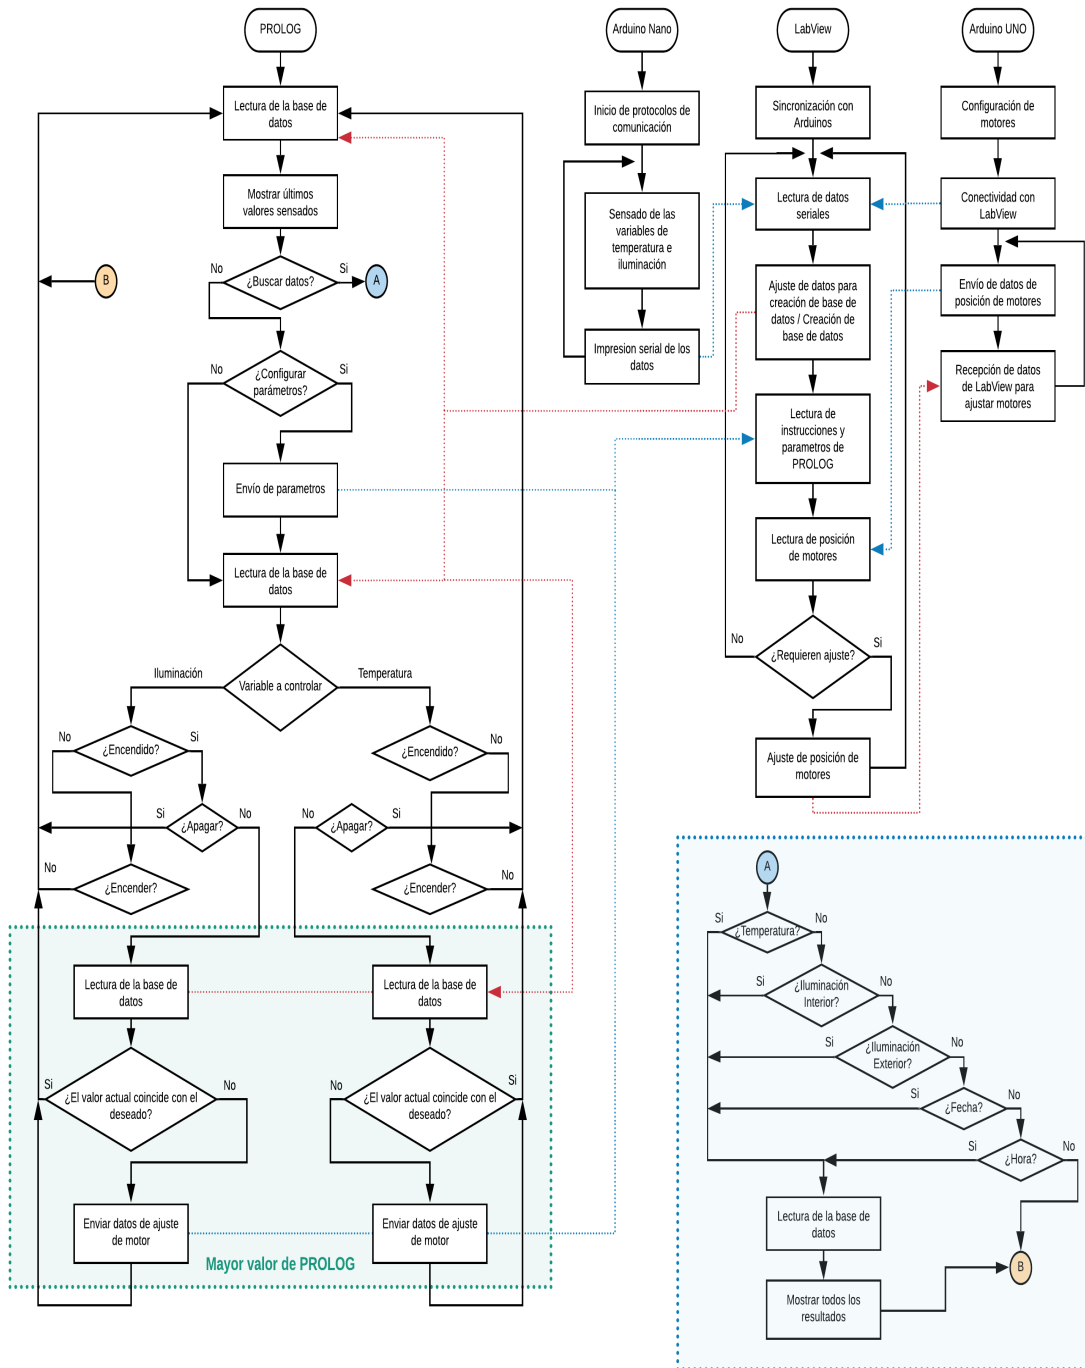 PROLOG
Lectura de la base de
datos
Mostrar últimos
valores sensados
No
¿Buscar datos?
Si
A
B
No
¿Configurar
parámetros?
Si
Envío de parametros
Lectura de la base de
datos
Iluminación
Variable a controlar
Temperatura
No
¿Encendido?
Si
¿Encendido?
No
Si
¿Apagar?
No
No
¿Apagar?
Si
No
¿Encender?
¿Encender?
No
Lectura de la base de
datos
Lectura de la base de
datos
Si
¿El valor actual coincide con el
deseado?
No
No
¿El valor actual coincide con el
deseado?
Si
Enviar datos de ajuste
de motor
Enviar datos de ajuste
de motor
Mayor valor de PROLOG
Arduino Nano
Inicio de protocolos de
comunicación
Sensado de las
variables de
temperatura e
iluminación
Impresion serial de los
datos
LabView
Sincronización con
Arduinos
Lectura de datos
seriales
Ajuste de datos para
creación de base de
datos / Creación de
base de datos
Lectura de
instrucciones y
parametros de
PROLOG
Lectura de posición
de motores
No
¿Requieren ajuste?
Si
Ajuste de posición de
motores
Arduino UNO
Configuración de
motores
Conectividad con
LabView
Envío de datos de
posición de motores
Recepción de datos
de LabView para
ajustar motores
A
Si
¿Temperatura?
No
Si
¿Iluminación
Interior?
No
Si
¿Iluminación
Exterior?
No
Si
¿Fecha?
No
Si
¿Hora?
No
Lectura de la base de
datos
Mostrar todos los
resultados
B